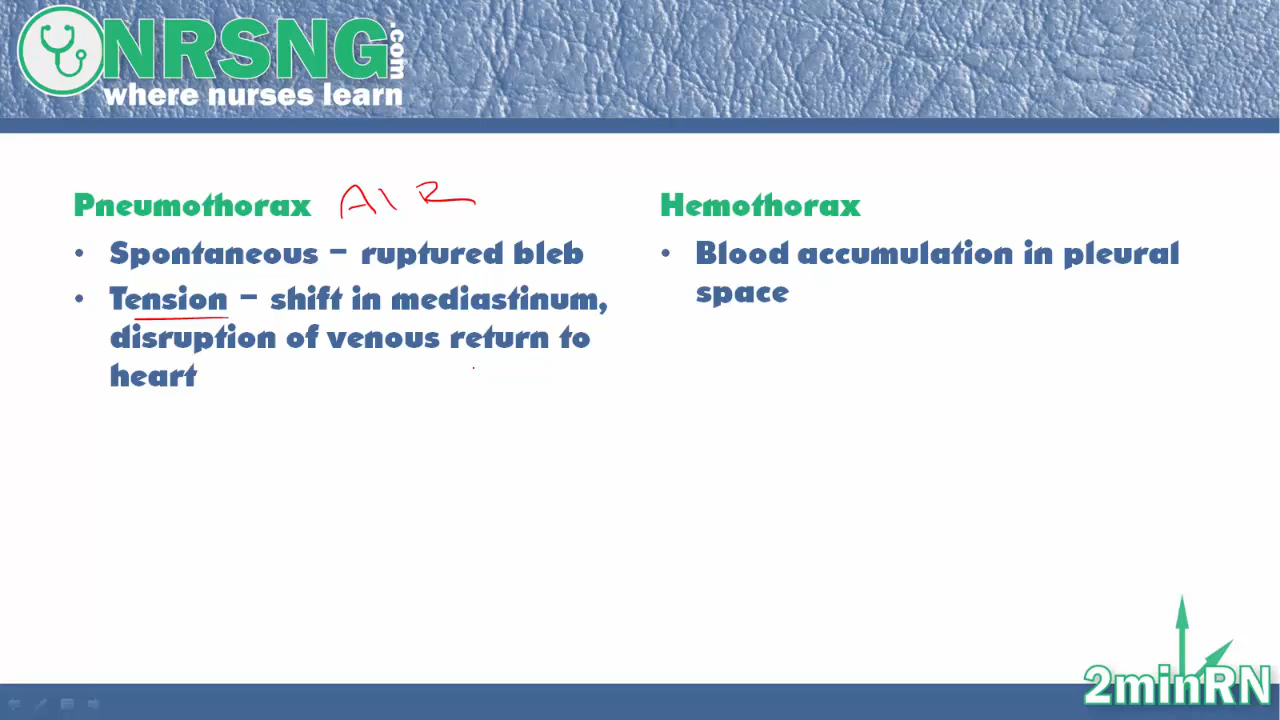 NRSNG.com
where nurses learn
Pneumothorax AIR
• Spontaneous – ruptured bleb
• Tension – shift in mediastinum,
disruption of venous return to
heart
Hemothorax
• Blood accumulation in pleural
space
2minRN